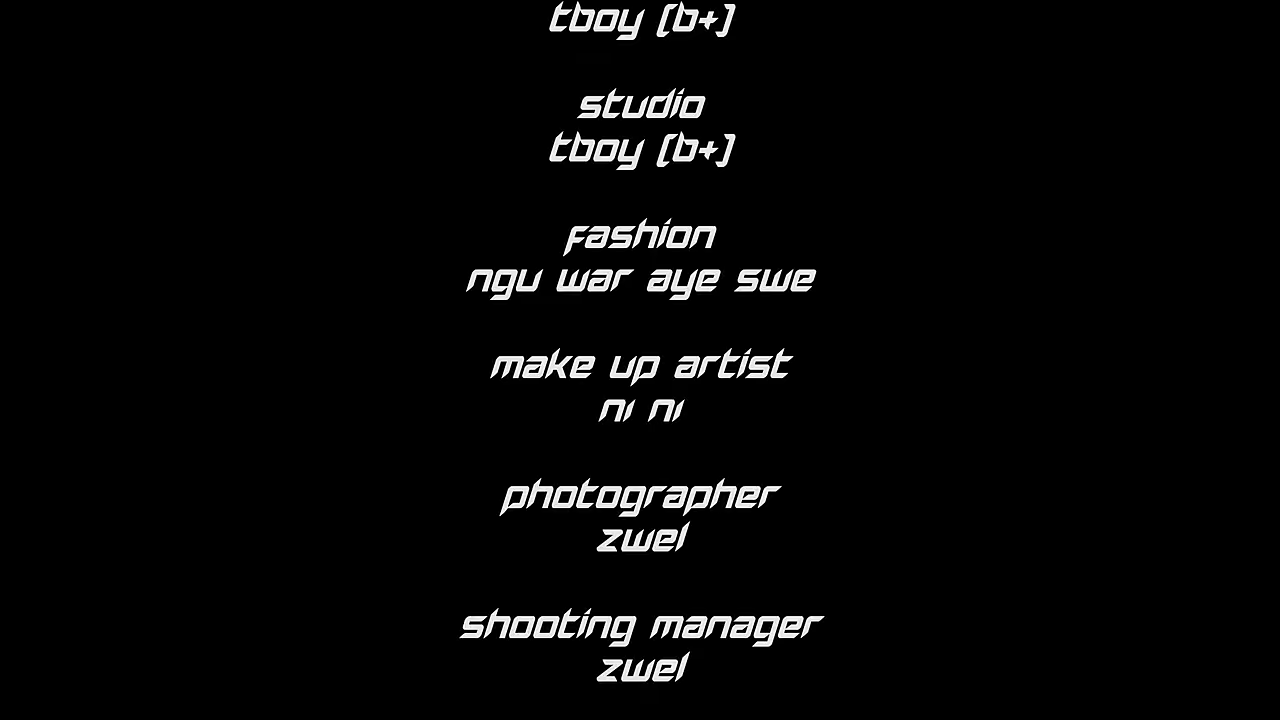 tboy (b+)
studio
tboy (b+)
fashion
ngu war aye swe
make up artist
ni ni
photographer
zwel
shooting manager
zwel